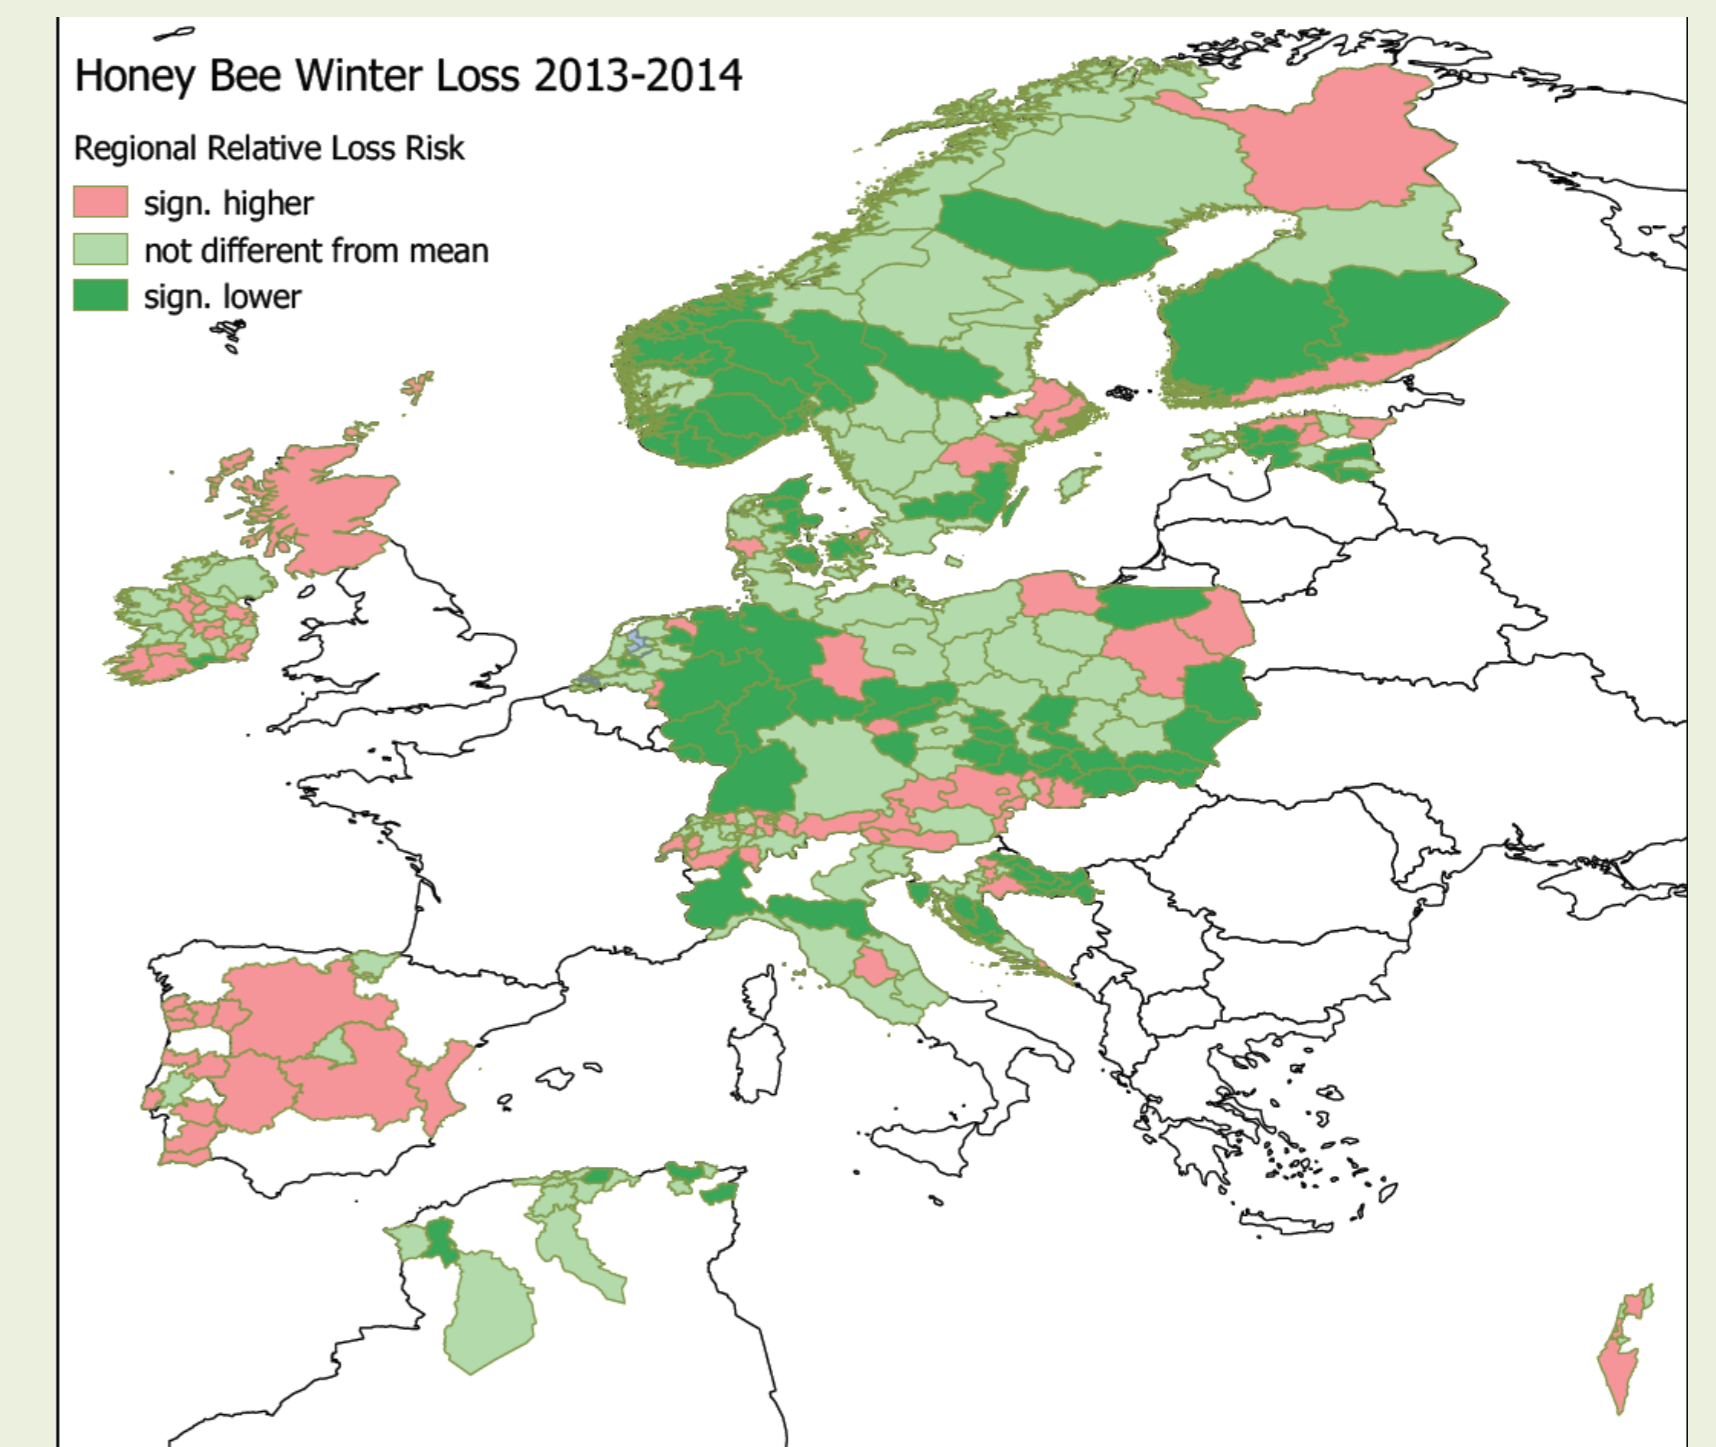 Honey Bee Winter Loss 2013-2014
Regional Relative Loss Risk
sign. higher
not different from mean
sign. lower